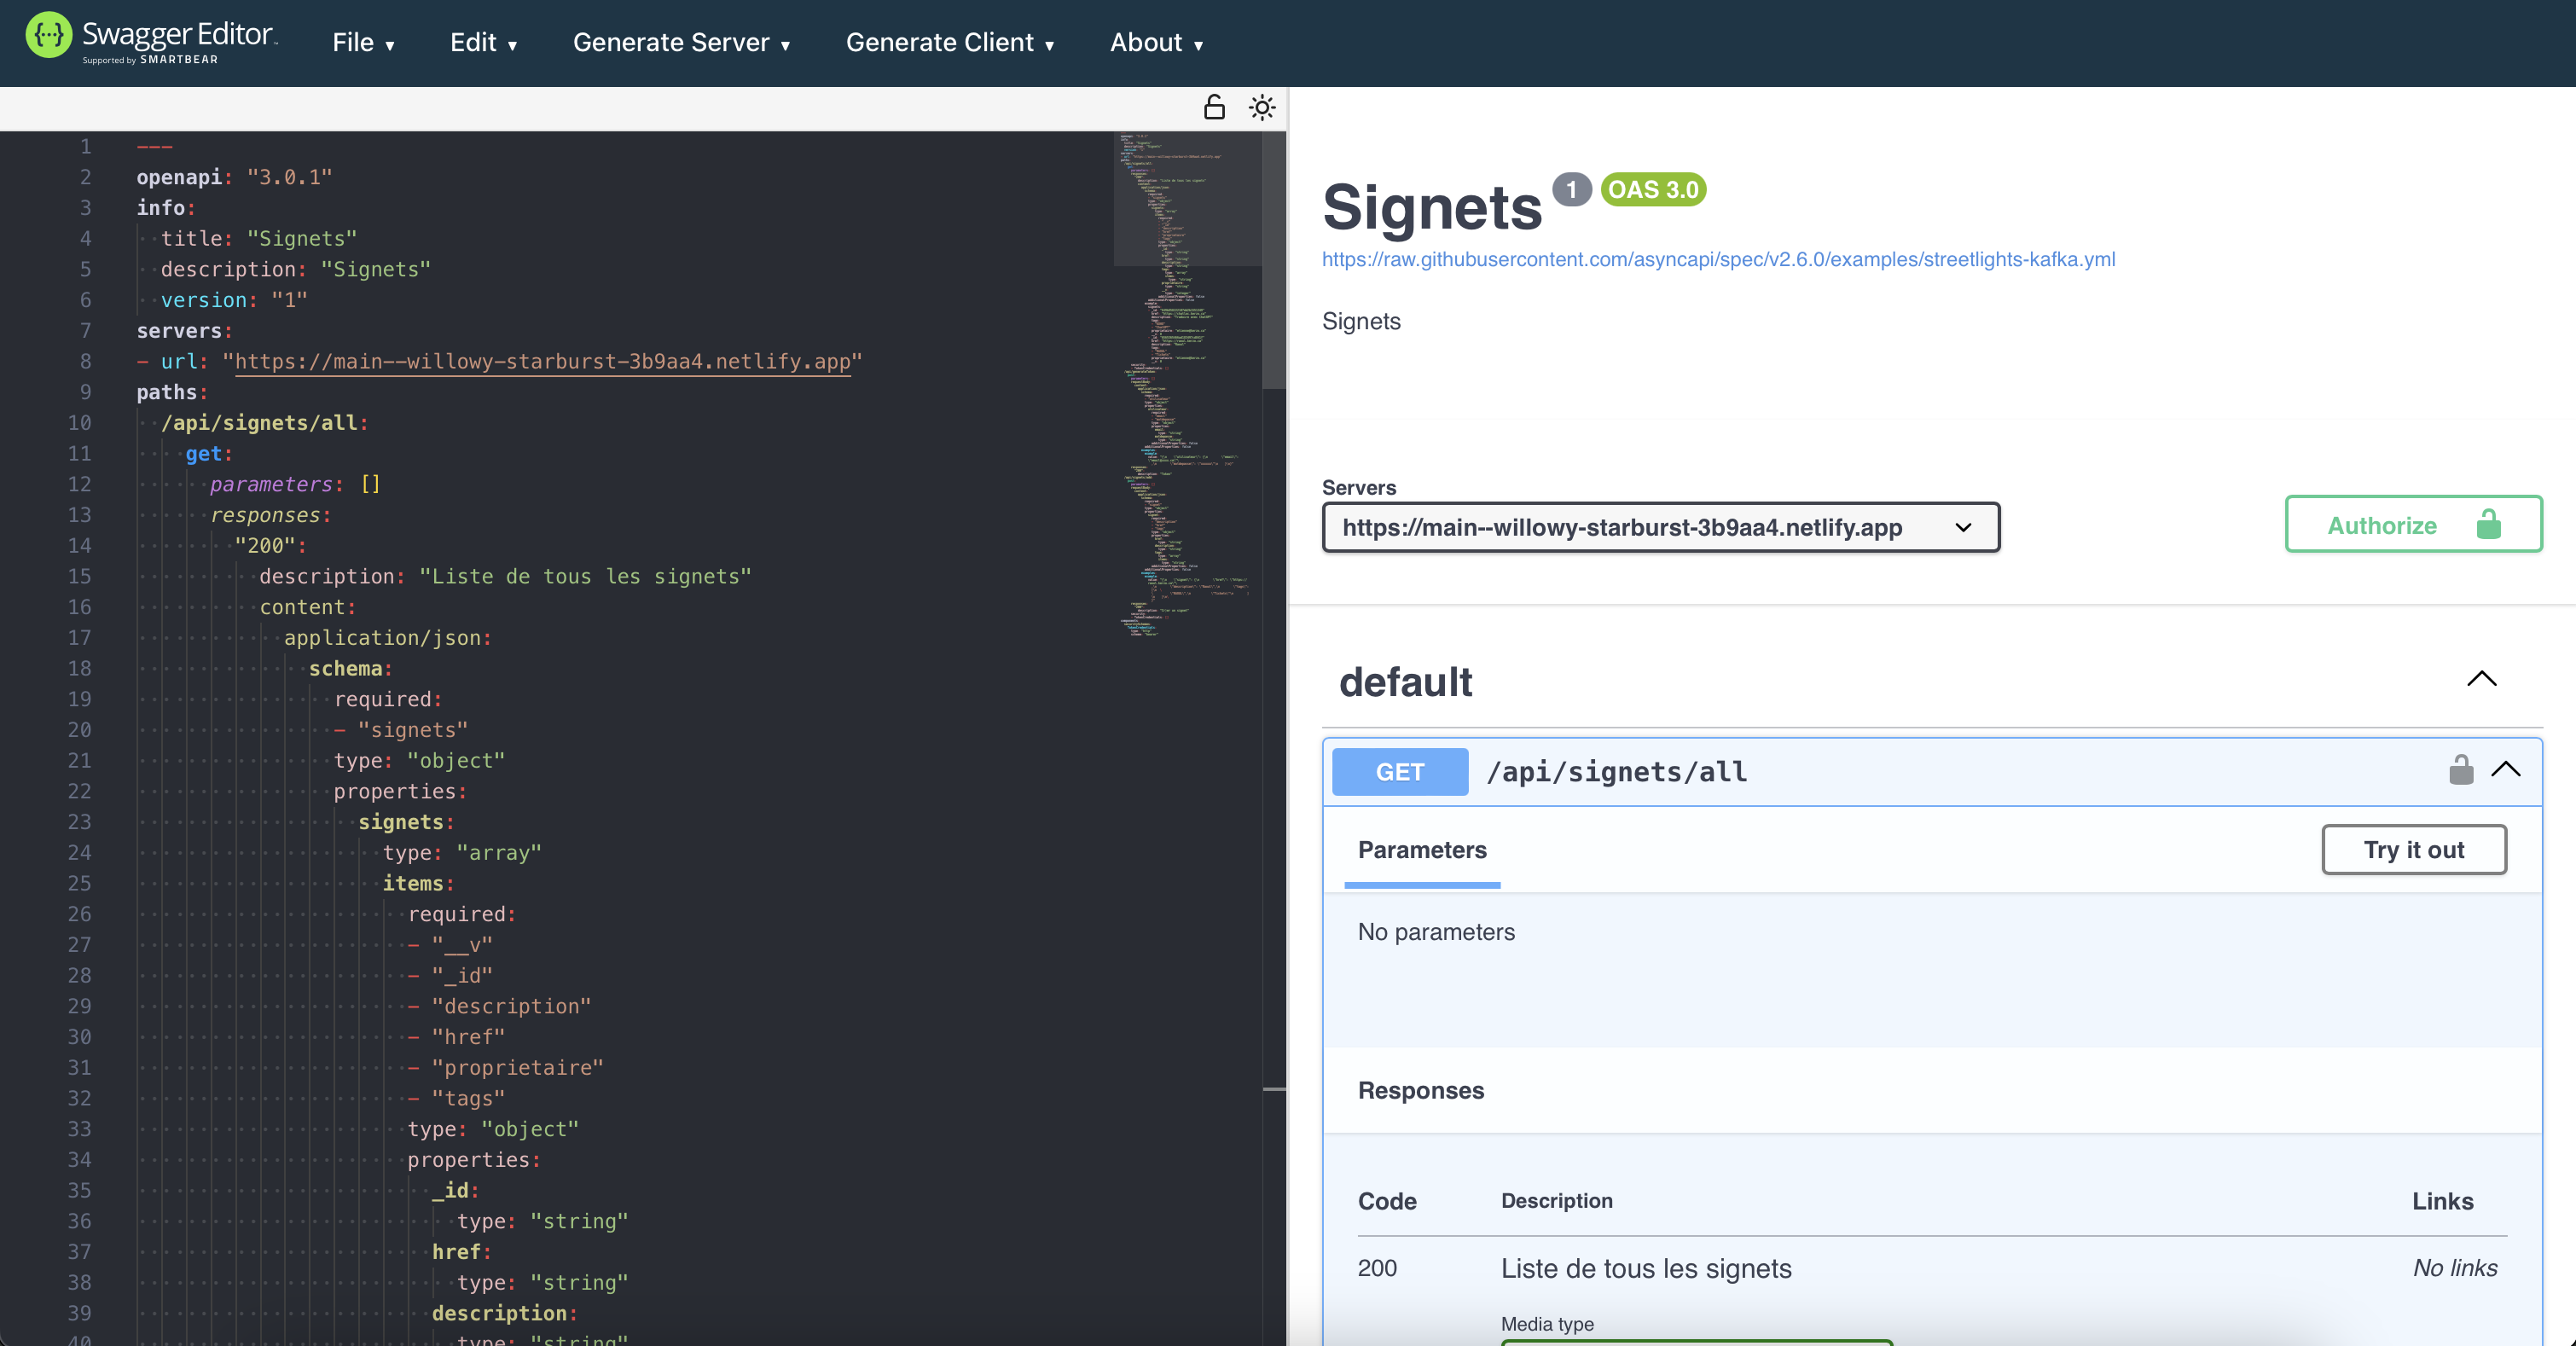 Swagger Editor
Supported by SMARTBEAR
File
Edit
Generate Server
Generate Client
About
1 ---
2 openapi: "3.0.1"
3 info:
4 title: "Signets"
5 description: "Signets"
6 version: "1"
7 servers:
8 - url: "https://main--willowy-starburst-3b9aa4.netlify.app"
9 paths:
10 /api/signets/all:
11 get:
12 parameters: []
13 responses:
14 "200":
15 description: "Liste de tous les signets"
16 content:
17 application/json:
18 schema:
19 required:
20 - "signets"
21 type: "object"
22 properties:
23 signets:
24 type: "array"
25 items:
26 required:
27 - "__v"
28 - "_id"
29 - "description"
30 - "href"
31 - "proprietaire"
32 - "tags"
33 type: "object"
34 properties:
35 _id:
36 type: "string"
37 href:
38 type: "string"
39 description:
40 type: "string"
Signets 1 OAS 3.0
https://raw.githubusercontent.com/asyncapi/spec/v2.6.0/examples/streetlights-kafka.yml
Signets
Servers
https://main--willowy-starburst-3b9aa4.netlify.app
Authorize
default
GET /api/signets/all
Parameters
Try it out
No parameters
Responses
Code Description Links
200 Liste de tous les signets No links
Media type